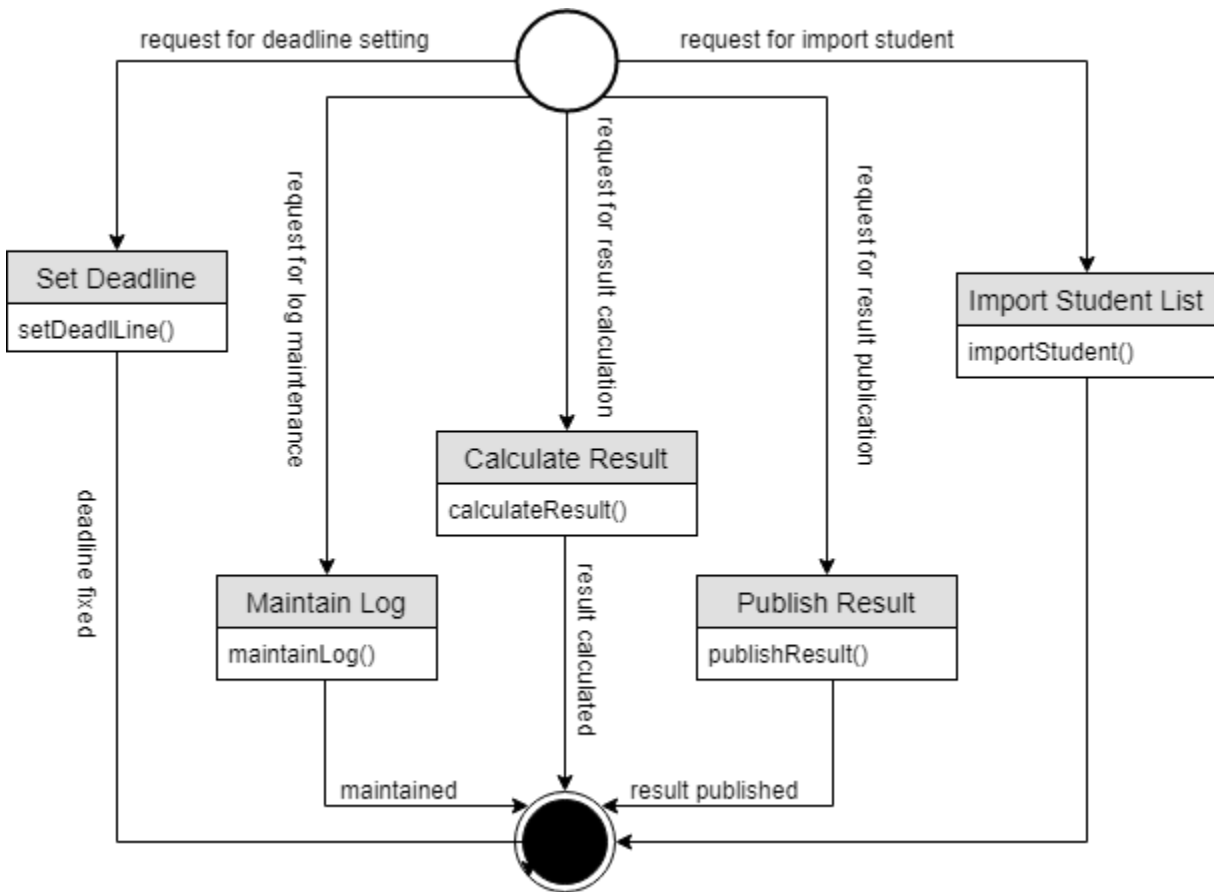 request for deadline setting
request for import student
request for log maintenance
request for result calculation
request for result publication
Set Deadline
setDeadlLine()
Import Student List
importStudent()
Calculate Result
calculateResult()
deadline fixed
Maintain Log
maintainLog()
result calculated
Publish Result
publishResult()
maintained
result published